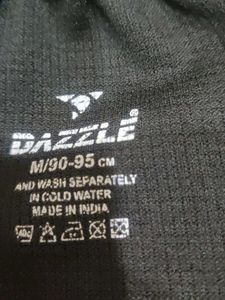 DAZZLE®
M/90-95 CM
AND WASH SEPARATELY
IN COLD WATER
MADE IN INDIA